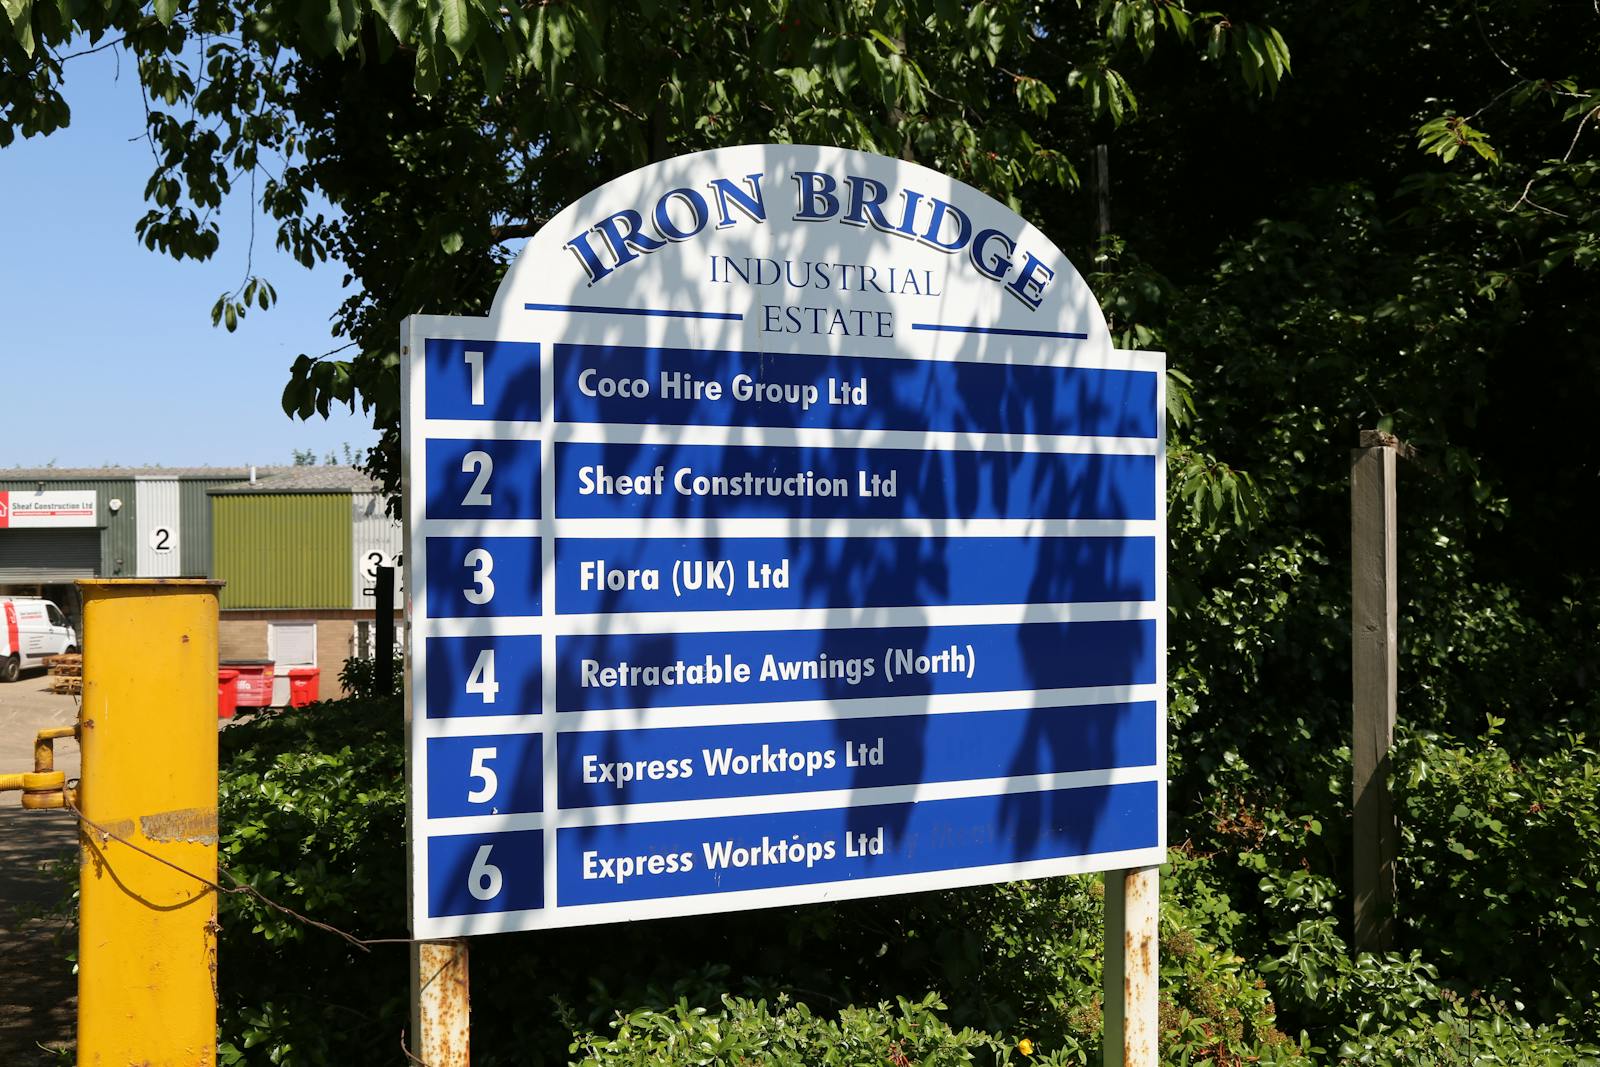 IRON BRIDGE
INDUSTRIAL
ESTATE
1 Coco Hire Group Ltd
2 Sheaf Construction Ltd
3 Flora (UK) Ltd
4 Retractable Awnings (North)
5 Express Worktops Ltd
6 Express Worktops Ltd
Sheaf Construction Ltd
2
3